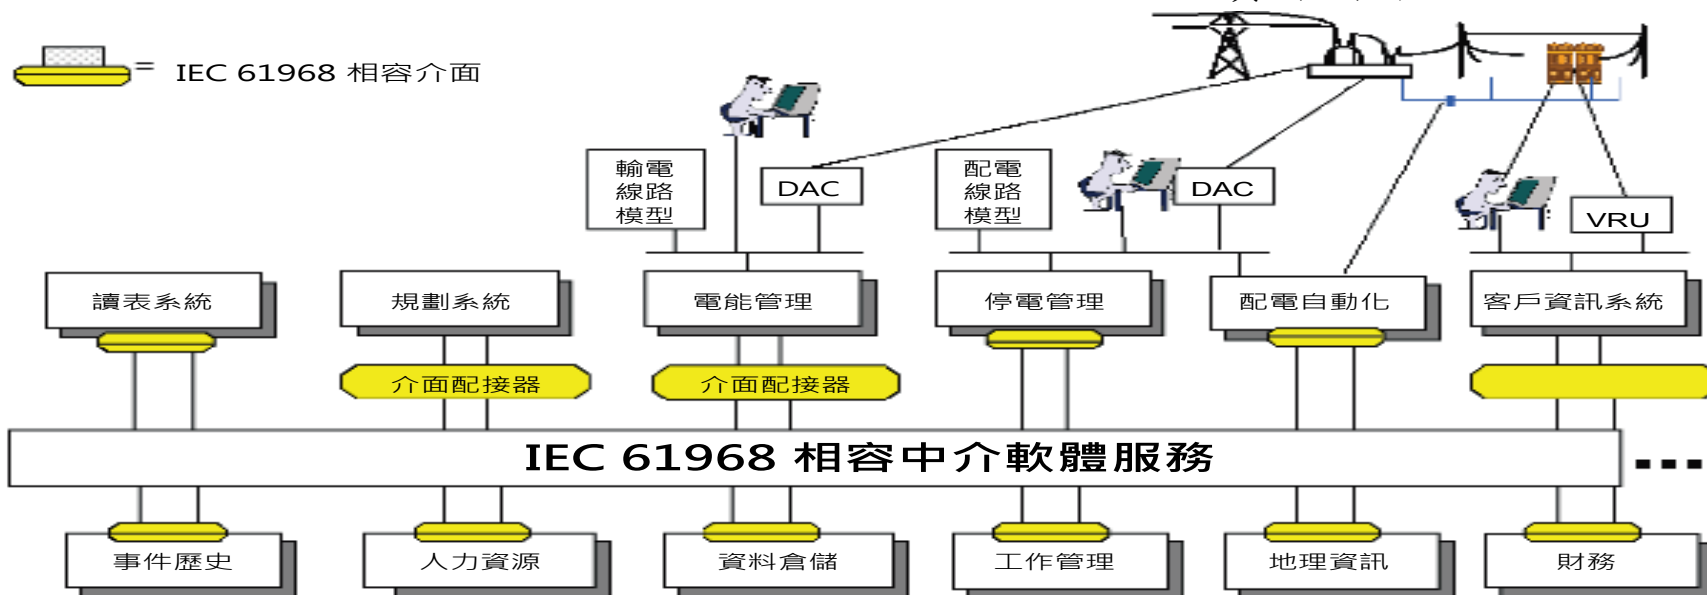 = IEC 61968 相容介面
輸電
線路
模型
DAC
配電
線路
模型
DAC
VRU
讀表系統
規劃系統
電能管理
停電管理
配電自動化
客戶資訊系統
介面配接器
介面配接器
IEC 61968 相容中介軟體服務
事件歷史
人力資源
資料倉儲
工作管理
地理資訊
財務